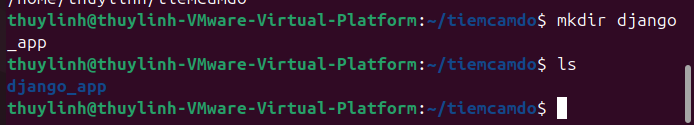 /home/thuylinh/tiemcamdo
thuylinh@thuylinh-VMware-Virtual-Platform:~/tiemcamdo$ mkdir django
_app
thuylinh@thuylinh-VMware-Virtual-Platform:~/tiemcamdo$ ls
django_app
thuylinh@thuylinh-VMware-Virtual-Platform:~/tiemcamdo$